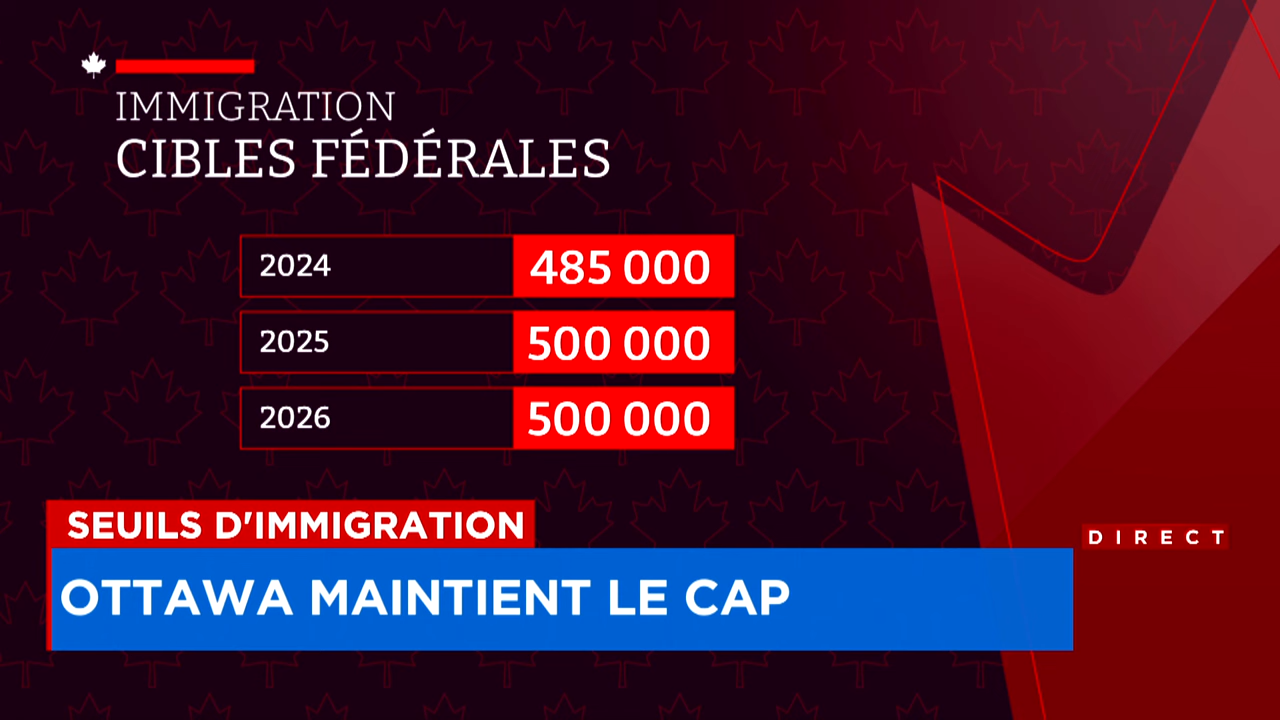 IMMIGRATION
CIBLES FÉDÉRALES
2024 485 000
2025 500 000
2026 500 000
SEUILS D'IMMIGRATION
OTTAWA MAINTIENT LE CAP
DIRECT